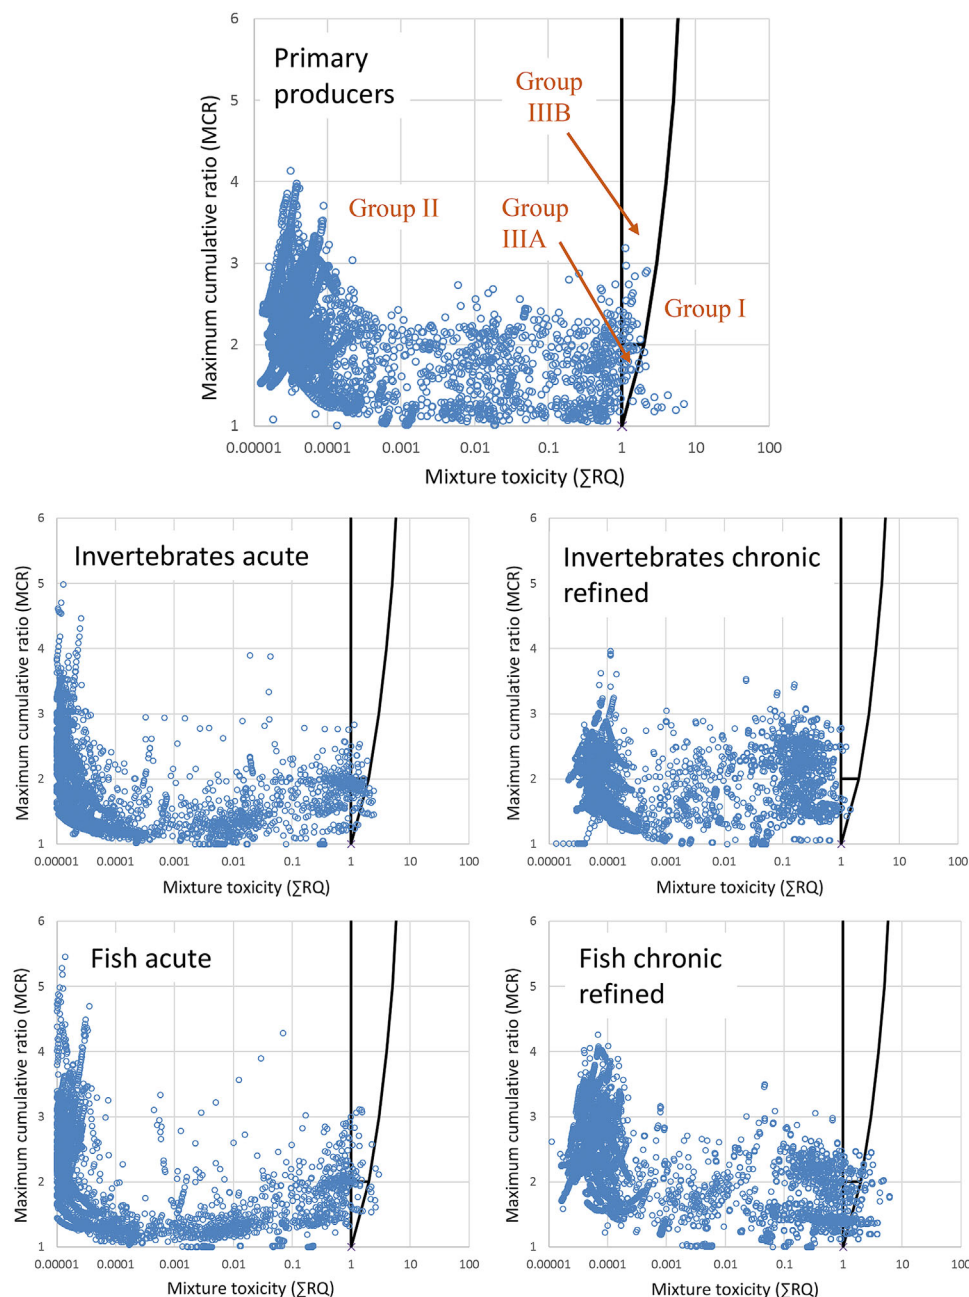 Primary
producers
Group
IIIB
Group II
Group
IIIA
Group I
Maximum cumulative ratio (MCR)
6
5
4
3
2
1
0.00001 0.0001 0.001 0.01 0.1 1 10 100
Mixture toxicity (∑RQ)
Invertebrates acute
Maximum cumulative ratio (MCR)
6
5
4
3
2
1
0.00001 0.0001 0.001 0.01 0.1 1 10 100
Mixture toxicity (∑RQ)
Invertebrates chronic
refined
Maximum cumulative ratio (MCR)
6
5
4
3
2
1
0.00001 0.0001 0.001 0.01 0.1 1 10 100
Mixture toxicity (∑RQ)
Fish acute
Maximum cumulative ratio (MCR)
6
5
4
3
2
1
0.00001 0.0001 0.001 0.01 0.1 1 10 100
Mixture toxicity (∑RQ)
Fish chronic
refined
Maximum cumulative ratio (MCR)
6
5
4
3
2
1
0.00001 0.0001 0.001 0.01 0.1 1 10 100
Mixture toxicity (∑RQ)